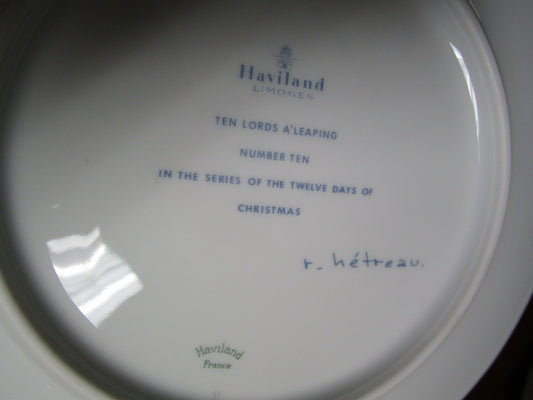 Haviland
LIMOGES
TEN LORDS A'LEAPING
NUMBER TEN
IN THE SERIES OF THE TWELVE DAYS OF
CHRISTMAS
r. hétreau.
Haviland
France